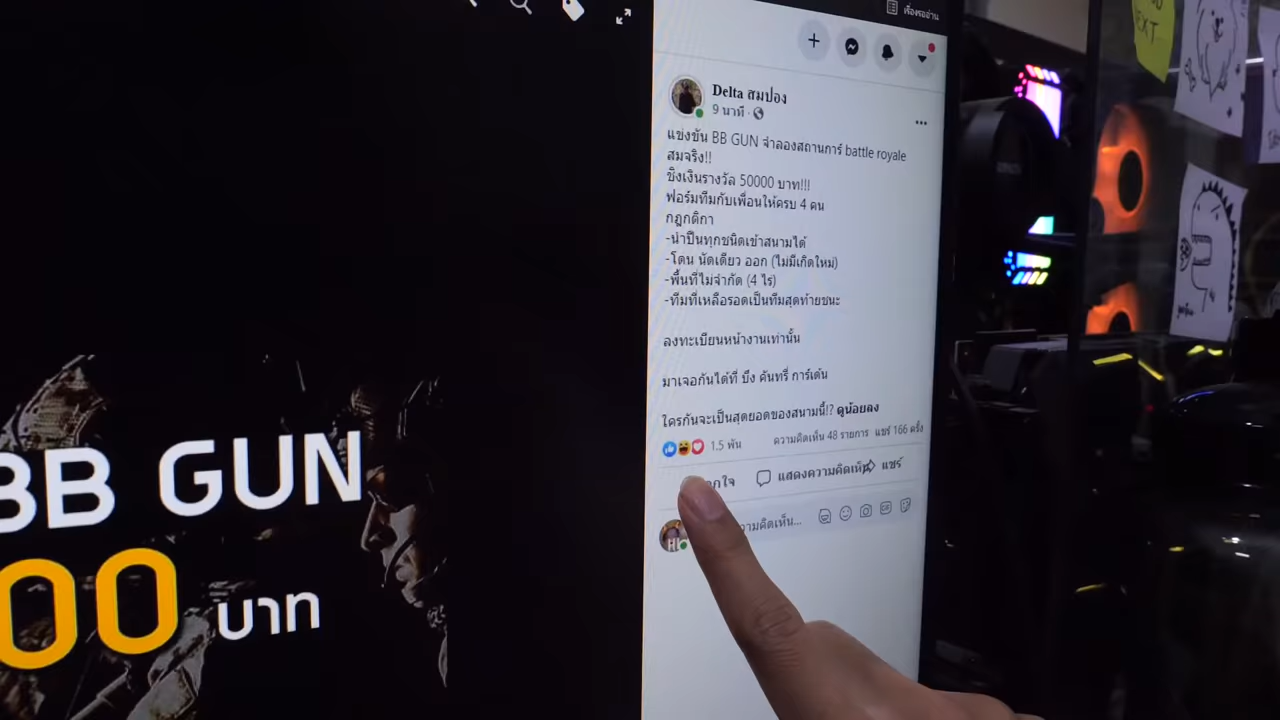 เรื่องรออ่าน
Delta สมปอง
9 นาที
แข่งขัน BB GUN จำลองสถานการ์ battle royale
สมจริง!!
ชิงเงินรางวัล 50000 บาท!!!
ฟอร์มทีมกับเพื่อนให้ครบ 4 คน
กฎกติกา
-นำปืนทุกชนิดเข้าสนามได้
-โดน นัดเดียว ออก (ไม่มีเกิดใหม่)
-พื้นที่ไม่จำกัด (4 ไร่)
-ทีมที่เหลือรอดเป็นทีมสุดท้ายชนะ
ลงทะเบียนหน้างานเท่านั้น
มาเจอกันได้ที่ บึง คันทรี่ การ์เด้น
ใครกันจะเป็นสุดยอดของสนามนี้!? ดูน้อยลง
1.5 พัน ความคิดเห็น 48 รายการ แชร์ 166 ครั้ง
ถูกใจ แสดงความคิดเห็น แชร์
ความคิดเห็น...
BB GUN
00 บาท
NEXT